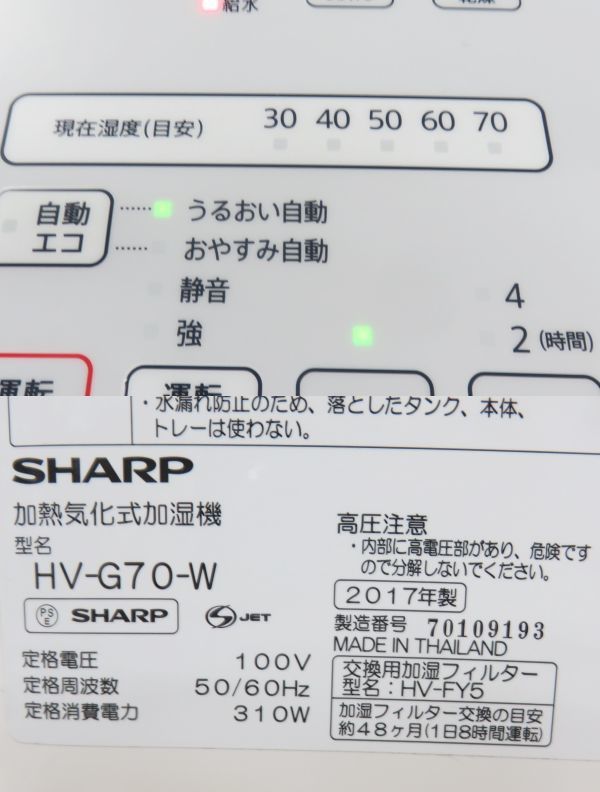 給水
現在湿度(目安) 30 40 50 60 70
自動
エコ
うるおい自動
おやすみ自動
静音
強
4
2(時間)
運転
運転
・水漏れ防止のため、落としたタンク、本体、
トレーは使わない。
SHARP
加熱気化式加湿機
型名
HV-G70-W
PS
E
SHARP
S JET
定格電圧 100V
定格周波数 50/60Hz
定格消費電力 310W
高圧注意
・内部に高電圧部があり、危険です
ので分解しないでください。
2017年製
製造番号 70109193
MADE IN THAILAND
交換用加湿フィルター
型名：HV-FY5
加湿フィルター交換の目安
約48ヶ月(1日8時間運転)